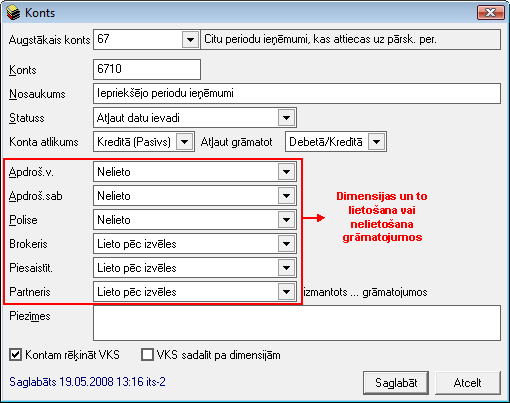 Konts
Augstākais konts 67 Citu periodu ieņēmumi, kas attiecas uz pārsk. per.
Konts 6710
Nosaukums Iepriekšējo periodu ieņēmumi
Statuss Atļaut datu ievadi
Konta atlikums Kredītā (Pasīvs) Atļaut grāmatot Debetā/Kredītā
Apdroš.v. Nelieto
Apdroš.sab Nelieto
Polise Nelieto
Brokeris Lieto pēc izvēles
Piesaistīt. Lieto pēc izvēles
Partneris Lieto pēc izvēles izmantots ... grāmatojumos
Dimensijas un to
lietošana vai
nelietošana
grāmatojumos
Piezīmes
Kontam rēķināt VKS VKS sadalīt pa dimensijām
Saglabāts 19.05.2008 13:16 its-2 Saglabāt Atcelt